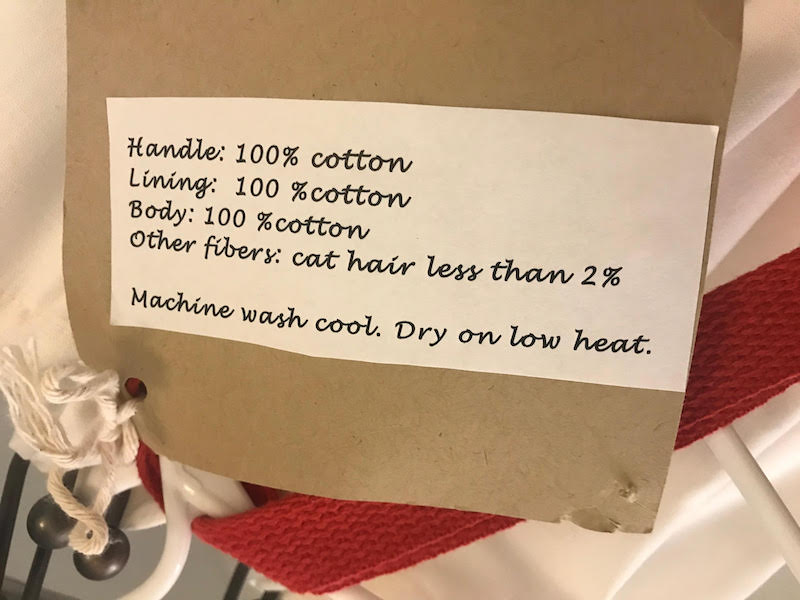 Handle: 100% cotton
Lining: 100 %cotton
Body: 100 %cotton
Other fibers: cat hair less than 2%
Machine wash cool. Dry on low heat.